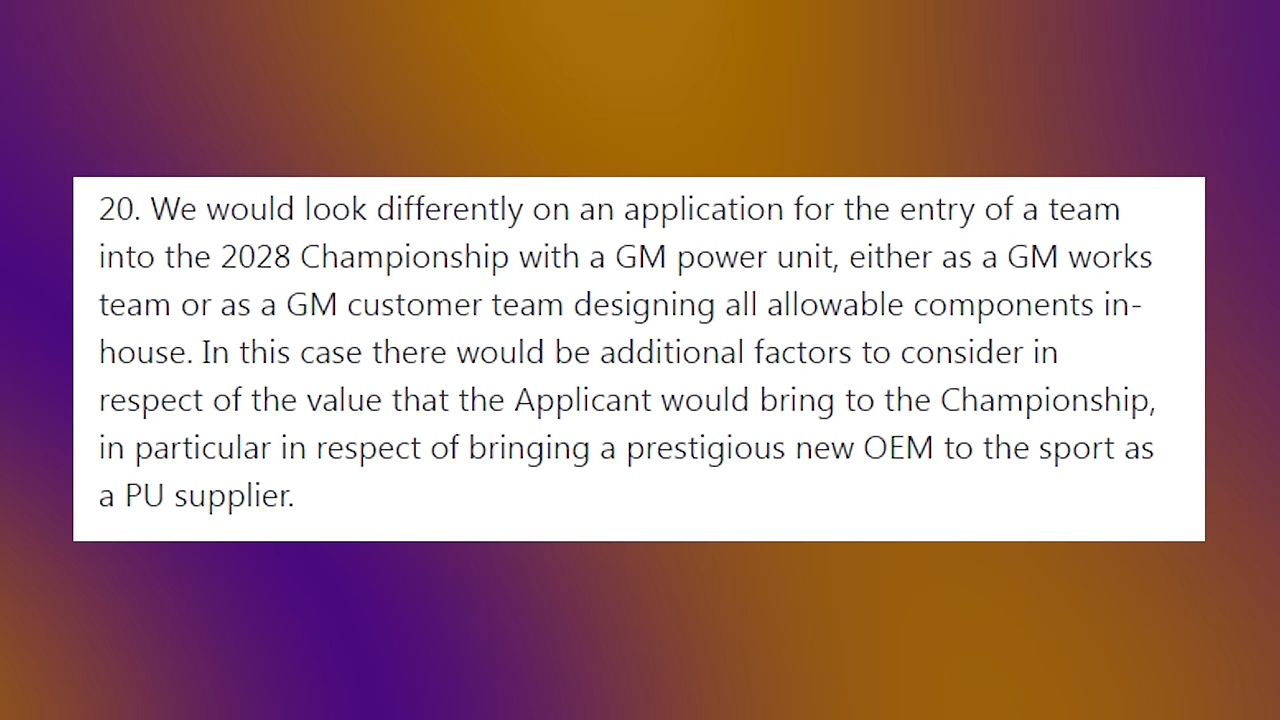 20. We would look differently on an application for the entry of a team
into the 2028 Championship with a GM power unit, either as a GM works
team or as a GM customer team designing all allowable components in-
house. In this case there would be additional factors to consider in
respect of the value that the Applicant would bring to the Championship,
in particular in respect of bringing a prestigious new OEM to the sport as
a PU supplier.